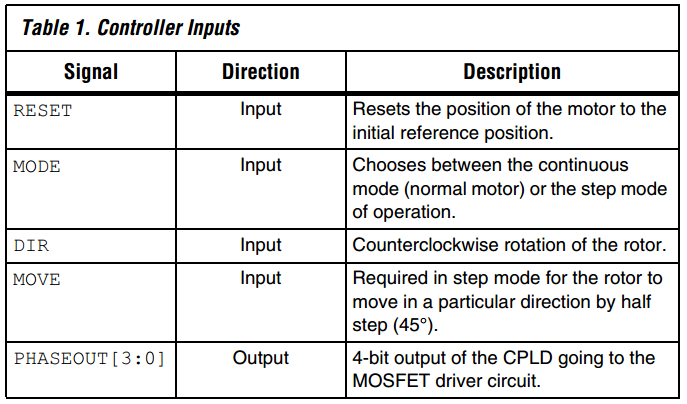 Table 1. Controller Inputs
Signal Direction Description
RESET Input Resets the position of the motor to the
initial reference position.
MODE Input Chooses between the continuous
mode (normal motor) or the step mode
of operation.
DIR Input Counterclockwise rotation of the rotor.
MOVE Input Required in step mode for the rotor to
move in a particular direction by half
step (45°).
PHASEOUT[3:0] Output 4-bit output of the CPLD going to the
MOSFET driver circuit.